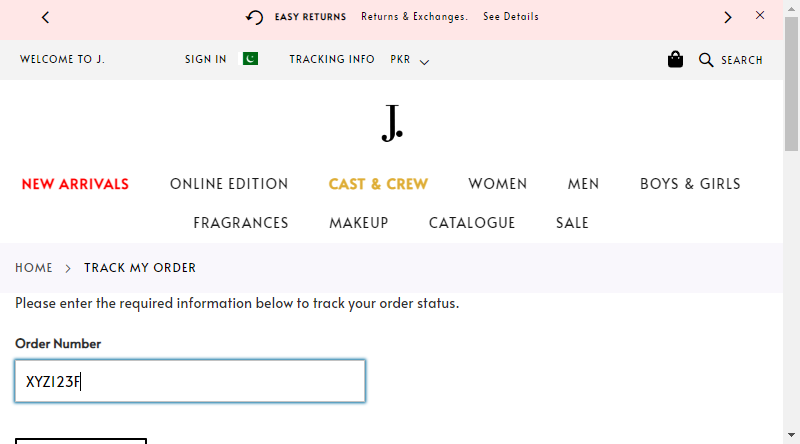 EASY RETURNS Returns & Exchanges. See Details
WELCOME TO J. SIGN IN TRACKING INFO PKR SEARCH
J.
NEW ARRIVALS ONLINE EDITION CAST & CREW WOMEN MEN BOYS & GIRLS
FRAGRANCES MAKEUP CATALOGUE SALE
HOME > TRACK MY ORDER
Please enter the required information below to track your order status.
Order Number
XYZ123F